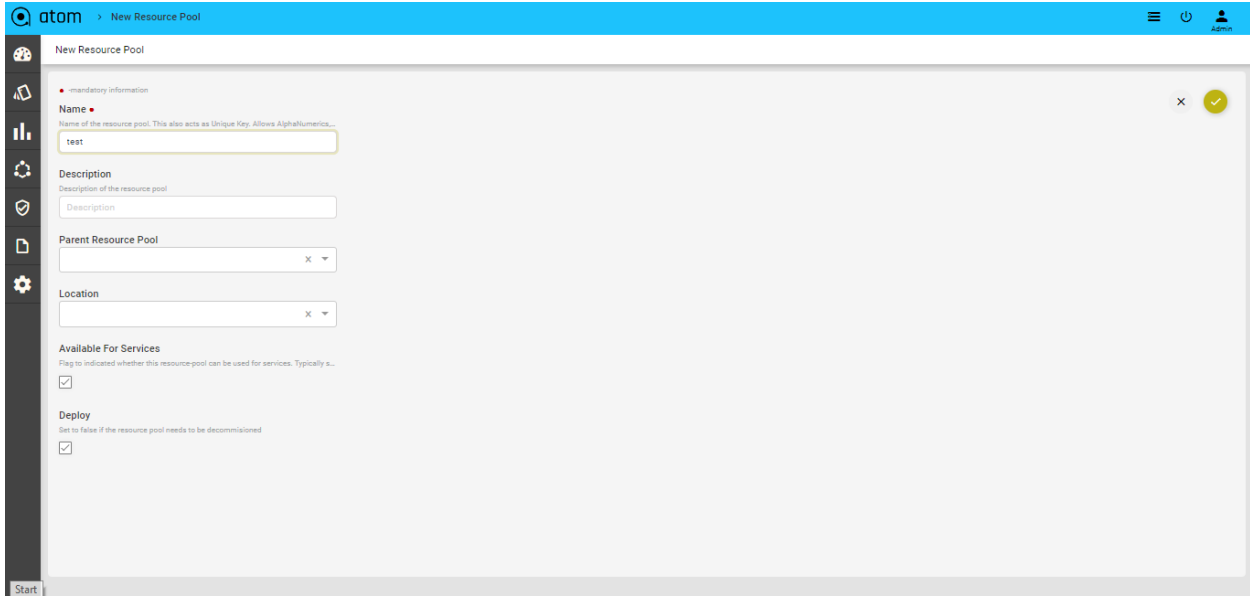 atom > New Resource Pool
Admin
New Resource Pool
-mandatory information
Name
Name of the resource pool. This also acts as Unique Key. Allows AlphaNumerics,...
test
Description
Description of the resource pool
Description
Parent Resource Pool
Location
Available For Services
Flag to indicated whether this resource-pool can be used for services. Typically s...
Deploy
Set to false if the resource pool needs to be decommisioned
Start